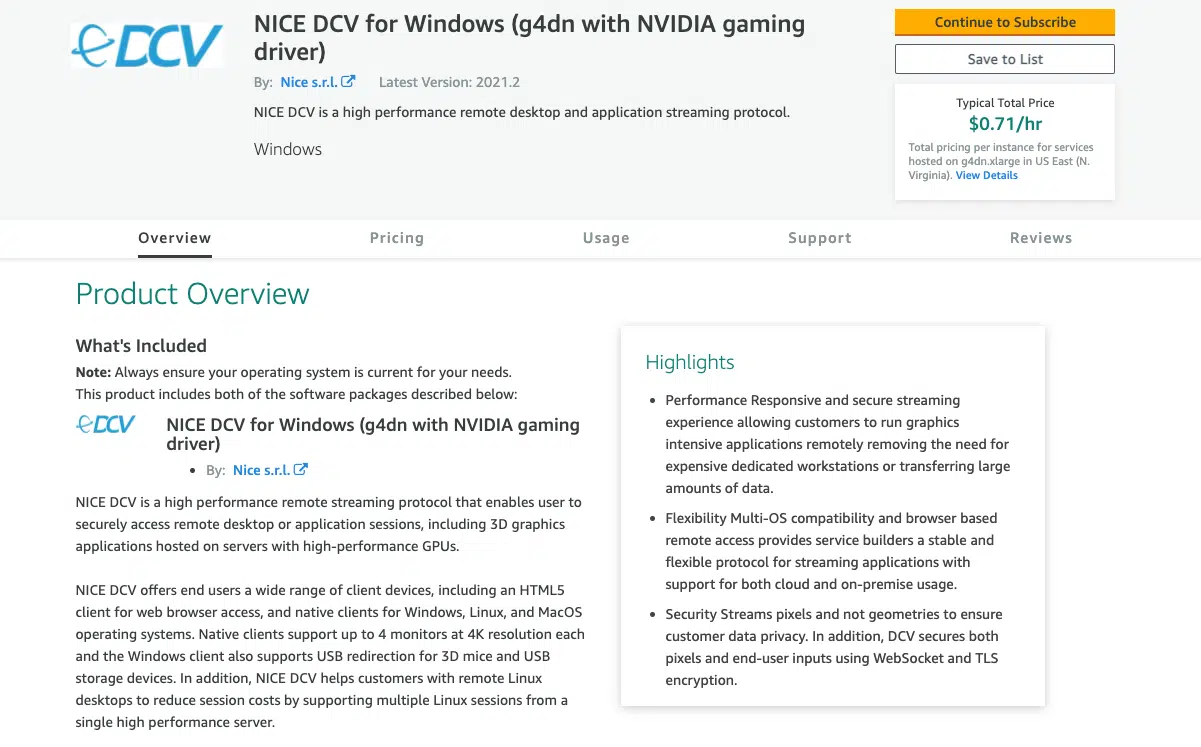 DCV
NICE DCV for Windows (g4dn with NVIDIA gaming
driver)
By: Nice s.r.l. Latest Version: 2021.2
NICE DCV is a high performance remote desktop and application streaming protocol.
Windows
Continue to Subscribe
Save to List
Typical Total Price
$0.71/hr
Total pricing per instance for services
hosted on g4dn.xlarge in US East (N.
Virginia). View Details
Overview Pricing Usage Support Reviews
Product Overview
What's Included
Note: Always ensure your operating system is current for your needs.
This product includes both of the software packages described below:
DCV
NICE DCV for Windows (g4dn with NVIDIA gaming
driver)
• By: Nice s.r.l.
NICE DCV is a high performance remote streaming protocol that enables user to
securely access remote desktop or application sessions, including 3D graphics
applications hosted on servers with high-performance GPUs.
NICE DCV offers end users a wide range of client devices, including an HTML5
client for web browser access, and native clients for Windows, Linux, and MacOS
operating systems. Native clients support up to 4 monitors at 4K resolution each
and the Windows client also supports USB redirection for 3D mice and USB
storage devices. In addition, NICE DCV helps customers with remote Linux
desktops to reduce session costs by supporting multiple Linux sessions from a
single high performance server.
Highlights
• Performance Responsive and secure streaming
experience allowing customers to run graphics
intensive applications remotely removing the need for
expensive dedicated workstations or transferring large
amounts of data.
• Flexibility Multi-OS compatibility and browser based
remote access provides service builders a stable and
flexible protocol for streaming applications with
support for both cloud and on-premise usage.
• Security Streams pixels and not geometries to ensure
customer data privacy. In addition, DCV secures both
pixels and end-user inputs using WebSocket and TLS
encryption.